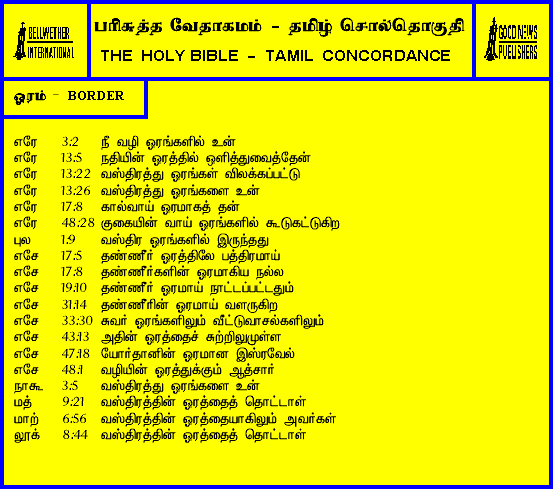 BELLWETHER
INTERNATIONAL
பரிசுத்த வேதாகமம் - தமிழ் சொல்தொகுதி
THE HOLY BIBLE - TAMIL CONCORDANCE
GOOD NEWS
PUBLISHERS
ஓரம் - BORDER
எரே 3:2 நீ வழி ஓரங்களில் உன்
எரே 13:5 நதியின் ஓரத்தில் ஒளித்துவைத்தேன்
எரே 13:22 வஸ்திரத்து ஓரங்கள் விலக்கப்பட்டு
எரே 13:26 வஸ்திரத்து ஓரங்களை உன்
எரே 17:8 கால்வாய் ஓரமாகத் தன்
எரே 48:28 குகையின் வாய் ஓரங்களில் கூடுகட்டுகிற
புல 1:9 வஸ்திர ஓரங்களில் இருந்தது
எசே 17:5 தண்ணீர் ஓரத்திலே பத்திரமாய்
எசே 17:8 தண்ணீர்களின் ஓரமாகிய நல்ல
எசே 19:10 தண்ணீர் ஓரமாய் நாட்டப்பட்டதும்
எசே 31:14 தண்ணீரின் ஓரமாய் வளருகிற
எசே 33:30 சுவர் ஓரங்களிலும் வீட்டுவாசல்களிலும்
எசே 43:13 அதின் ஓரத்தைச் சுற்றிலுமுள்ள
எசே 47:18 யோர்தானின் ஓரமான இஸ்ரவேல்
எசே 48:1 வழியின் ஓரத்துக்கும் ஆத்சார்
நாகூ 3:5 வஸ்திரத்து ஓரங்களை உன்
மத் 9:21 வஸ்திரத்தின் ஓரத்தைத் தொட்டாள்
மாற் 6:56 வஸ்திரத்தின் ஓரத்தையாகிலும் அவர்கள்
லூக் 8:44 வஸ்திரத்தின் ஓரத்தைத் தொட்டாள்